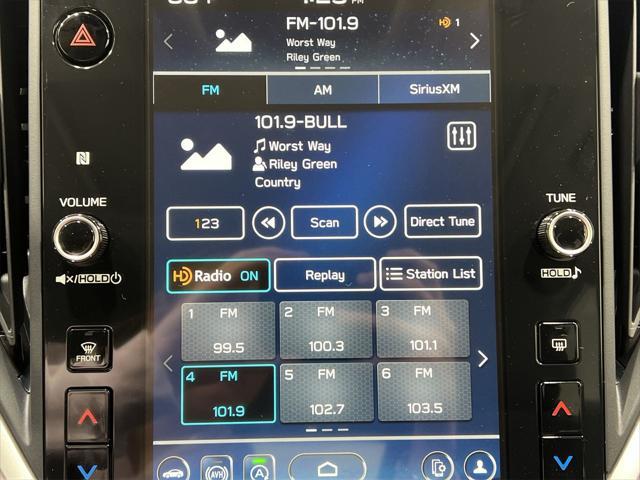 FM-101.9
HD 1
Worst Way
Riley Green
FM AM SiriusXM
101.9-BULL
Worst Way
Riley Green
Country
N
VOLUME
TUNE
123 Scan Direct Tune
HD Radio ON Replay Station List
HOLD
HOLD
1 FM 99.5
2 FM 100.3
3 FM 101.1
FRONT
4 FM 101.9
5 FM 102.7
6 FM 103.5
AVH
A